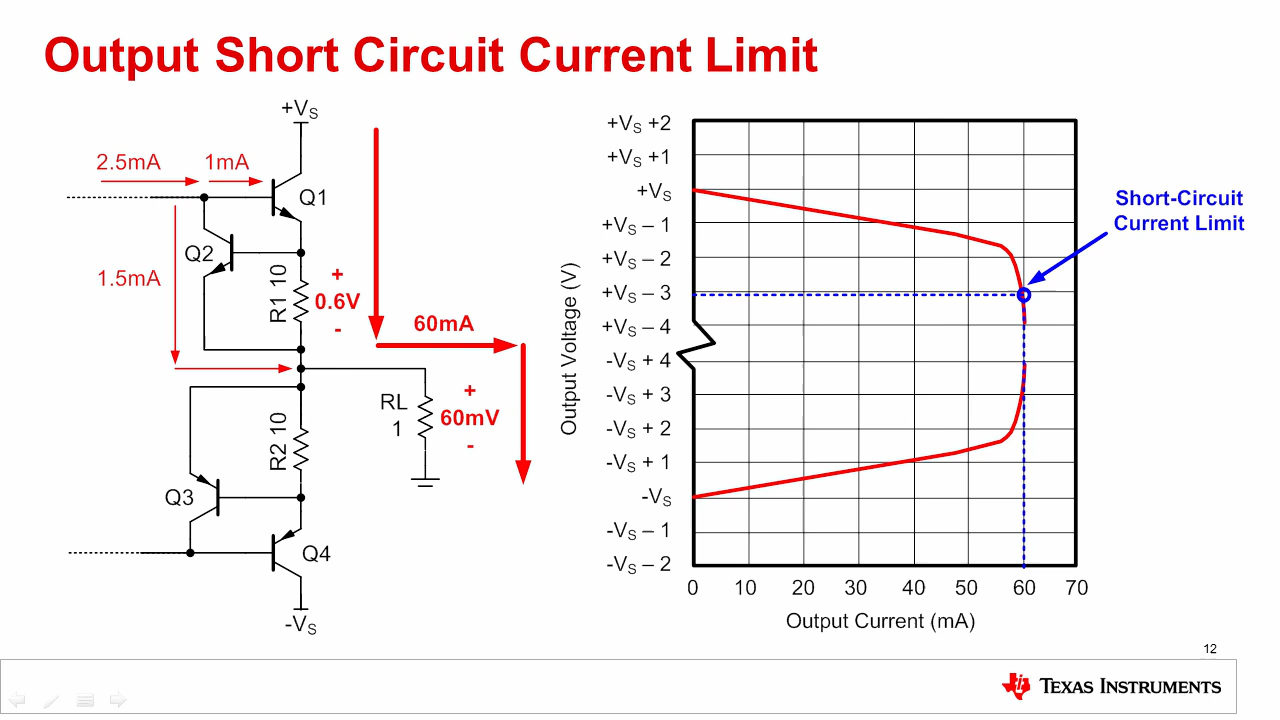 Output Short Circuit Current Limit
+VS
2.5mA
1mA
Q1
Q2
1.5mA
R1 10
+
0.6V
-
60mA
RL
1
+
60mV
-
R2 10
Q3
Q4
-VS
Output Voltage (V)
+VS +2
+VS +1
+VS
+VS – 1
+VS – 2
+VS – 3
+VS – 4
-VS + 4
-VS + 3
-VS + 2
-VS + 1
-VS
-VS – 1
-VS – 2
0 10 20 30 40 50 60 70
Output Current (mA)
Short-Circuit
Current Limit
12
TEXAS INSTRUMENTS